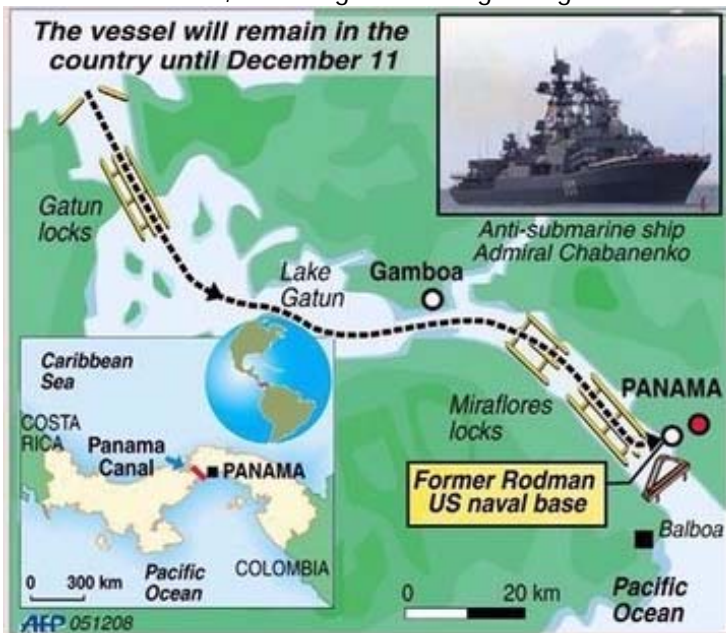 The vessel will remain in the
country until December 11
Gatun
locks
Anti-submarine ship
Admiral Chabanenko
Lake
Gatun
Gamboa
PANAMA
Miraflores
locks
Former Rodman
US naval base
Balboa
Pacific
Ocean
0 20 km
Caribbean
Sea
COSTA
RICA
Panama
Canal
PANAMA
COLOMBIA
Pacific
Ocean
0 300 km
AFP 051208